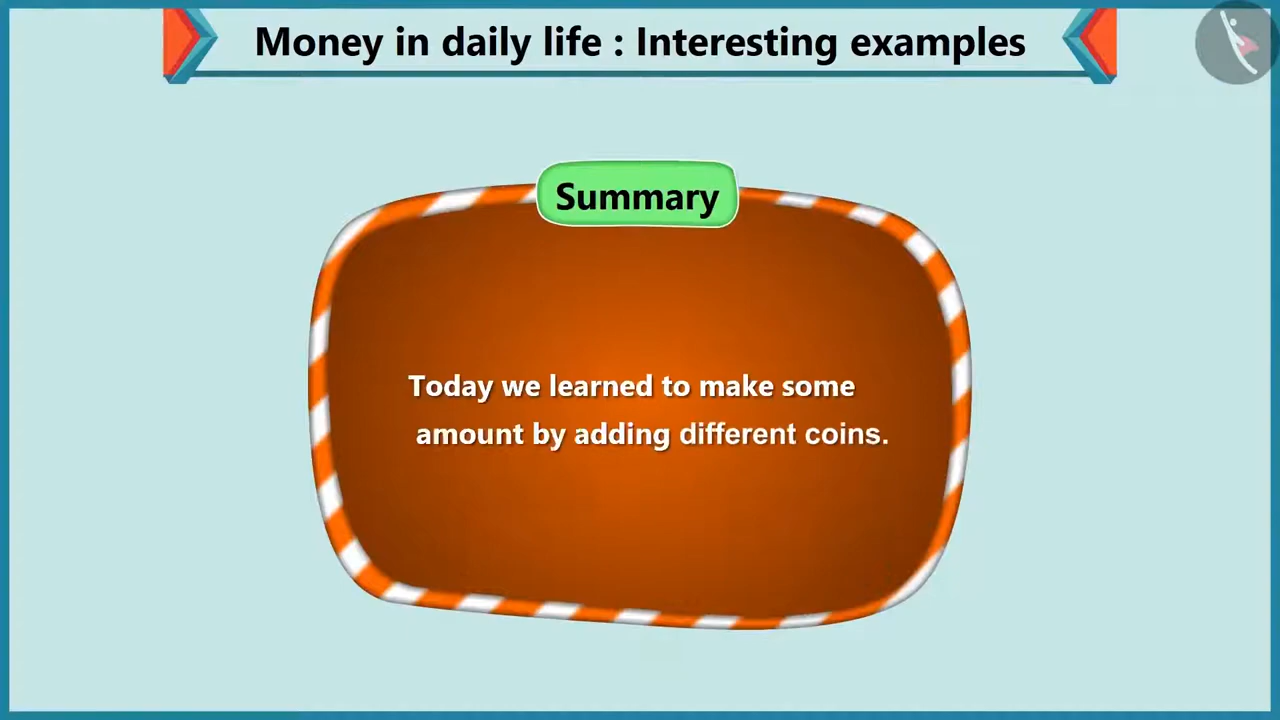 Money in daily life : Interesting examples
Summary
Today we learned to make some
amount by adding different coins.